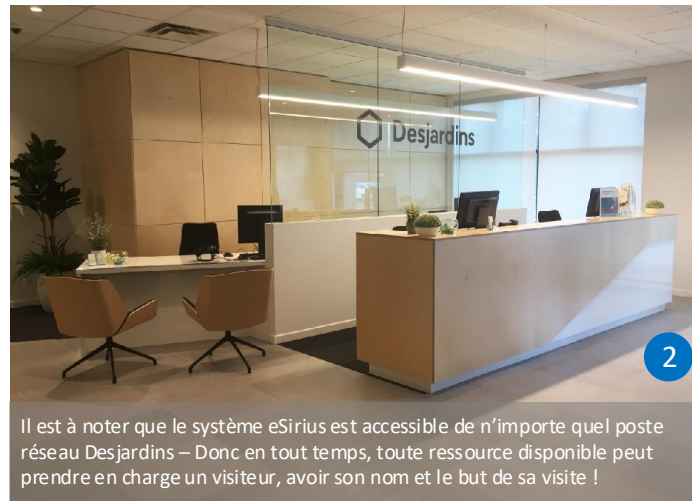 Desjardins
2
Il est à noter que le système eSirius est accessible de n’importe quel poste
réseau Desjardins – Donc en tout temps, toute ressource disponible peut
prendre en charge un visiteur, avoir son nom et le but de sa visite !